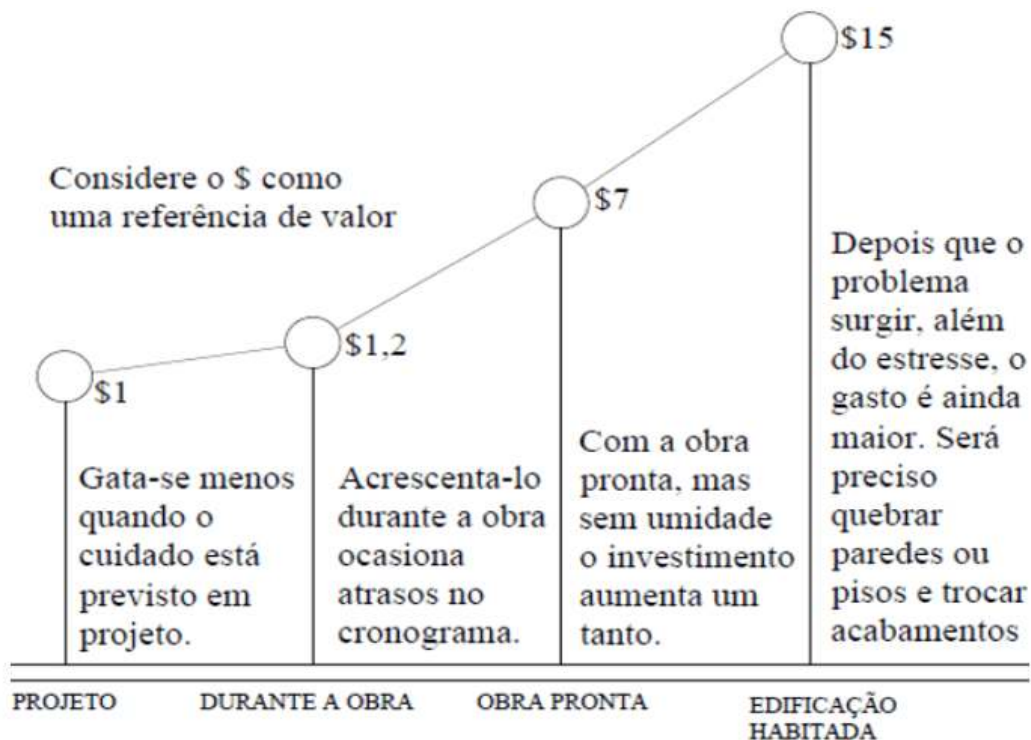 $15
Considere o $ como
uma referência de valor
$7
$1,2
$1
Gata-se menos
quando o
cuidado está
previsto em
projeto.
Acrescenta-lo
durante a obra
ocasiona
atrasos no
cronograma.
Com a obra
pronta, mas
sem umidade
o investimento
aumenta um
tanto.
Depois que o
problema
surgir, além
do estresse, o
gasto é ainda
maior. Será
preciso
quebrar
paredes ou
pisos e trocar
acabamentos
PROJETO
DURANTE A OBRA
OBRA PRONTA
EDIFICAÇÃO
HABITADA